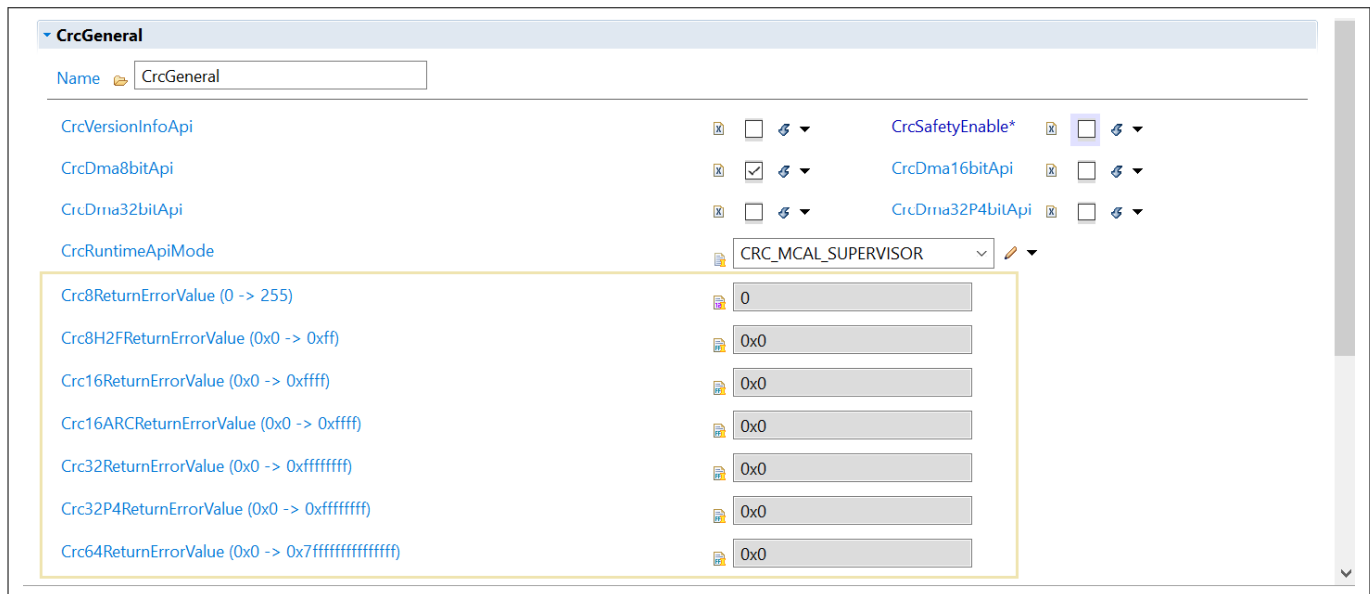 CrcGeneral
Name CrcGeneral
CrcVersionInfoApi CrcSafetyEnable*
CrcDma8bitApi CrcDma16bitApi
CrcDma32bitApi CrcDma32P4bitApi
CrcRuntimeApiMode CRC_MCAL_SUPERVISOR
Crc8ReturnErrorValue (0 -> 255) 0
Crc8H2FReturnErrorValue (0x0 -> 0xff) 0x0
Crc16ReturnErrorValue (0x0 -> 0xffff) 0x0
Crc16ARCReturnErrorValue (0x0 -> 0xffff) 0x0
Crc32ReturnErrorValue (0x0 -> 0xffffffff) 0x0
Crc32P4ReturnErrorValue (0x0 -> 0xffffffff) 0x0
Crc64ReturnErrorValue (0x0 -> 0x7fffffffffffffff) 0x0